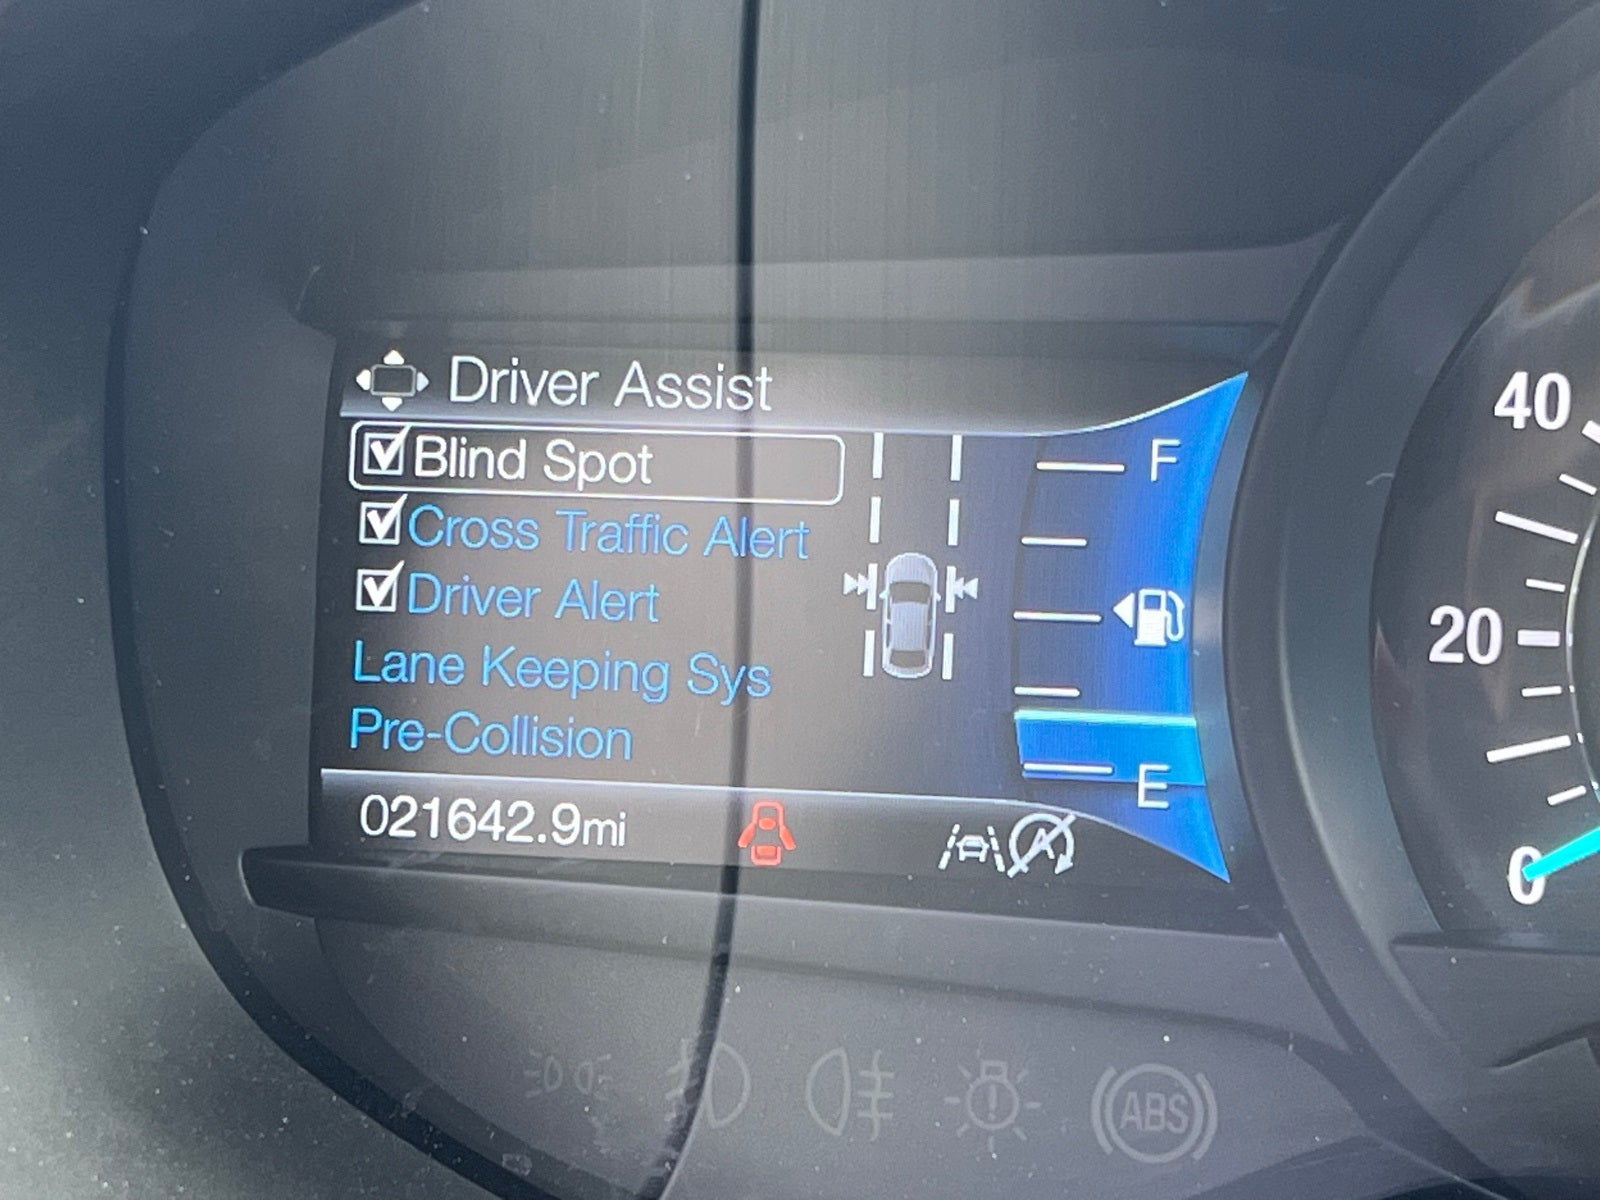 Driver Assist
Blind Spot
Cross Traffic Alert
Driver Alert
Lane Keeping Sys
Pre-Collision
021642.9mi
F
E
A
40
20
0
ABS